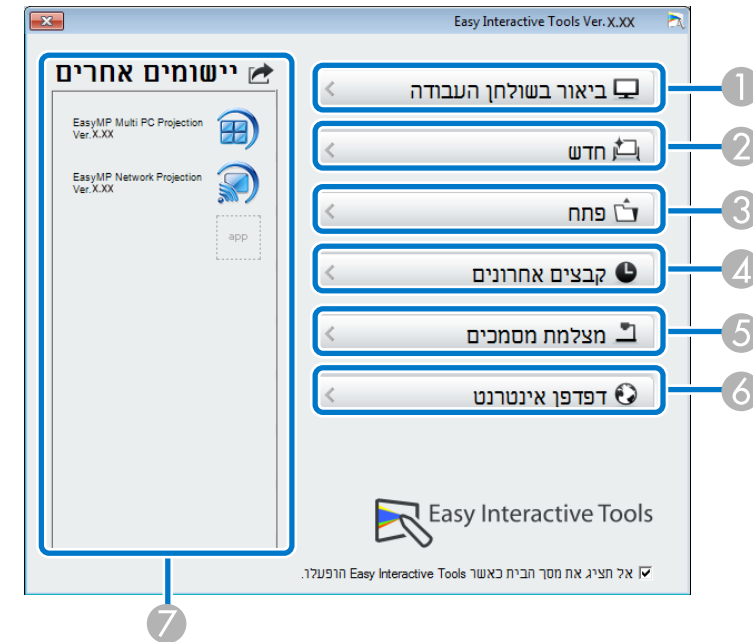 Easy Interactive Tools Ver.X.XX
ביאור בשולחן העבודה
1
חדש
2
פתח
3
קבצים אחרונים
4
מצלמת מסמכים
5
דפדפן אינטרנט
6
יישומים אחרים
EasyMP Multi PC Projection
Ver.X.XX
EasyMP Network Projection
Ver.X.XX
app
Easy Interactive Tools
אל תציג את מסך הבית כאשר Easy Interactive Tools הופעלו.
7